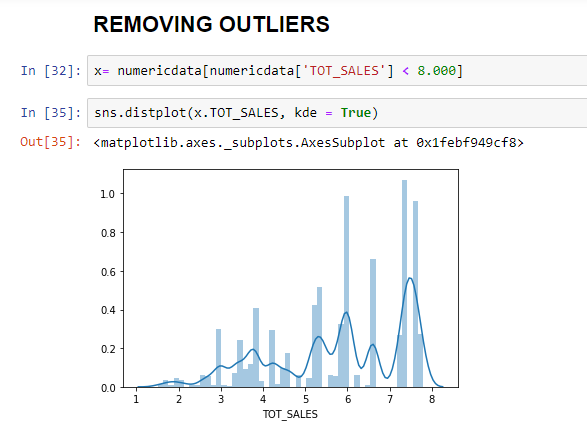 REMOVING OUTLIERS
In [32]: x= numericdata[numericdata['TOT_SALES'] < 8.000]
In [35]: sns.distplot(x.TOT_SALES, kde = True)
Out[35]: <matplotlib.axes._subplots.AxesSubplot at 0x1febf949cf8>
1.0
0.8
0.6
0.4
0.2
0.0
1 2 3 4 5 6 7 8
TOT_SALES